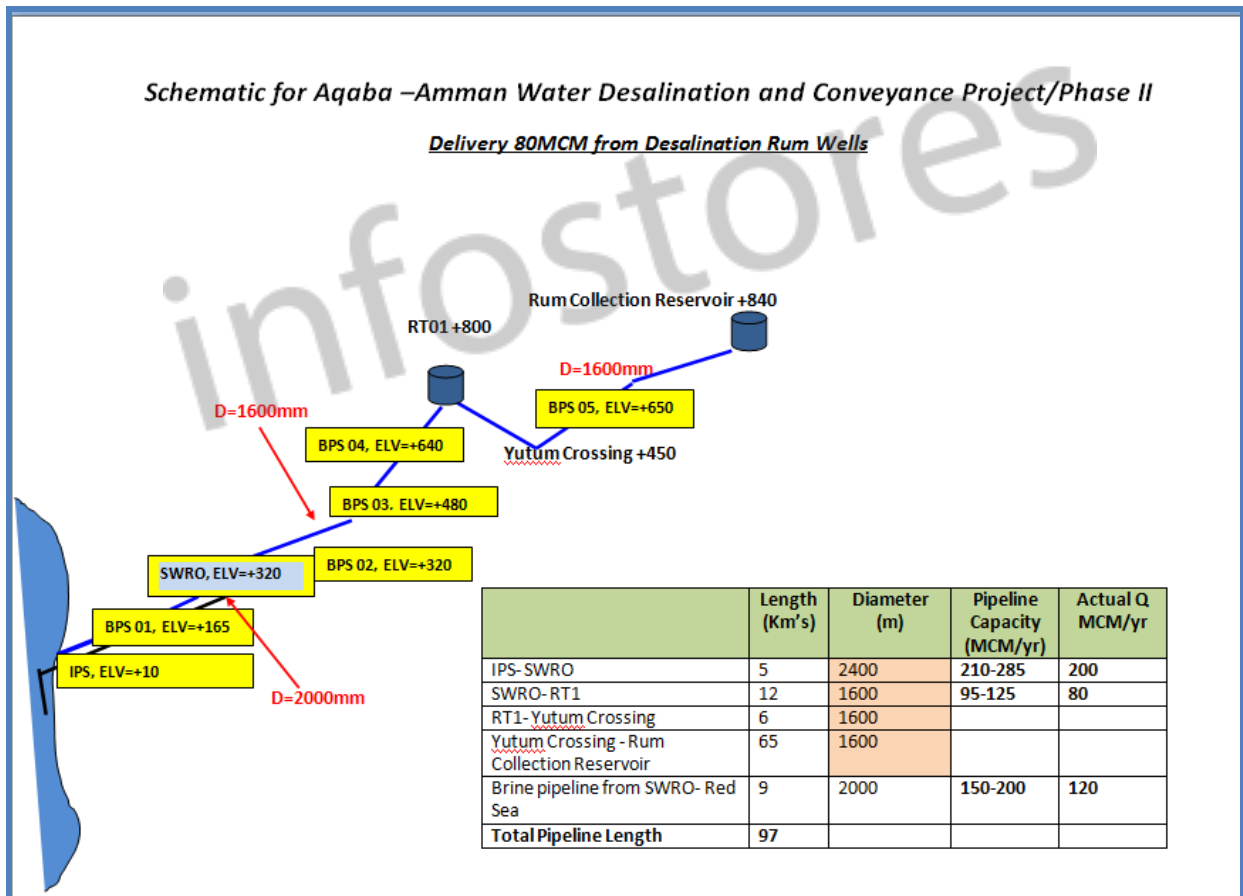 Schematic for Aqaba –Amman Water Desalination and Conveyance Project/Phase II
Delivery 80MCM from Desalination Rum Wells
infostores
Rum Collection Reservoir +840
RT01 +800
D=1600mm
D=1600mm
BPS 05, ELV=+650
BPS 04, ELV=+640
Yutum Crossing +450
BPS 03. ELV=+480
SWRO, ELV=+320
BPS 02, ELV=+320
BPS 01, ELV=+165
IPS, ELV=+10
D=2000mm
Length (Km's) Diameter (m) Pipeline Capacity (MCM/yr) Actual Q MCM/yr
IPS- SWRO 5 2400 210-285 200
SWRO- RT1 12 1600 95-125 80
RT1- Yutum Crossing 6 1600
Yutum Crossing - Rum Collection Reservoir 65 1600
Brine pipeline from SWRO- Red Sea 9 2000 150-200 120
Total Pipeline Length 97